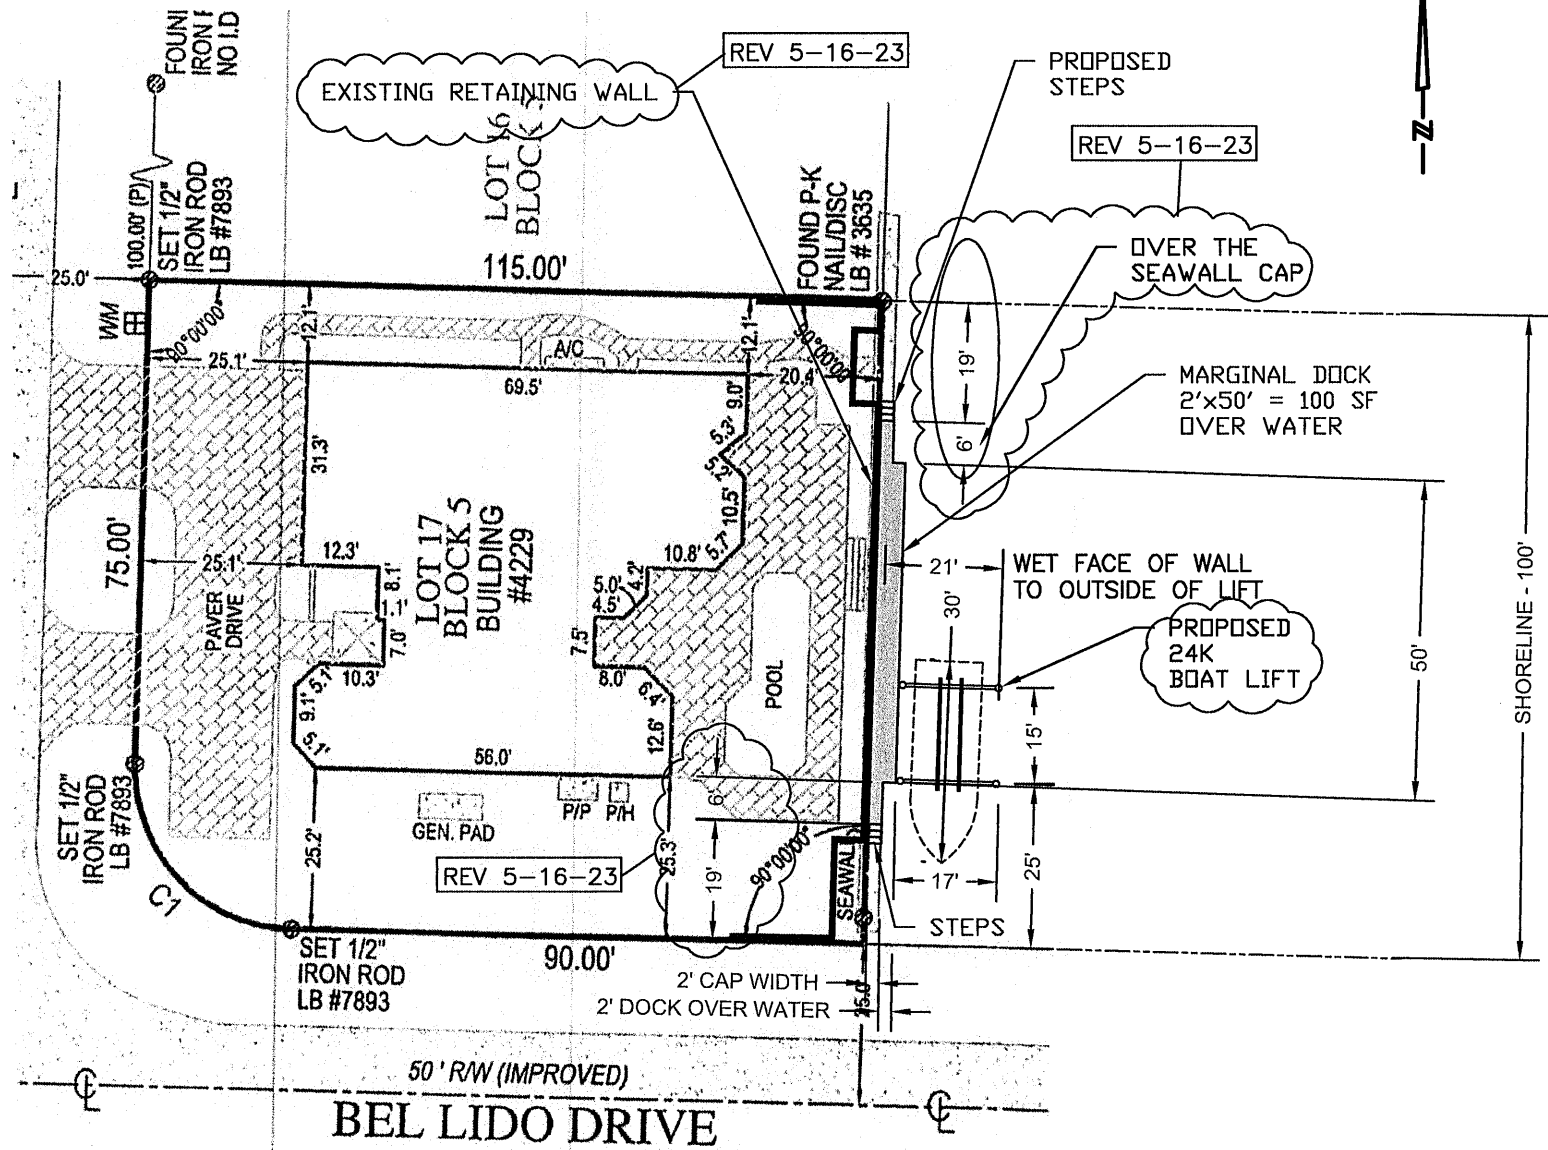 FOUN
IRON
NO I.D
REV 5-16-23
EXISTING RETAINING WALL
PROPOSED
STEPS
REV 5-16-23
LOT 16
BLOCK 5
N
100.00' (P)
SET 1/2"
IRON ROD
LB #7893
FOUND P-K
NAIL/DISC
LB # 3635
OVER THE
SEAWALL CAP
25.0'
115.00'
WM
90°00'00"
12.1'
12.1'
90°00'00"
A/C
25.1'
69.5'
20.4'
19'
MARGINAL DOCK
2'x50' = 100 SF
OVER WATER
9.0'
5.3'
5.2'
6'
31.3'
10.5'
5.7'
LOT 17
BLOCK 5
BUILDING
#4229
75.00'
25.1'
12.3'
8.1'
1.1'
7.0'
10.8'
4.2'
5.0'
4.5'
7.5'
8.0'
6.4'
12.6'
21'
WET FACE OF WALL
TO OUTSIDE OF LIFT
30'
PROPOSED
24K
BOAT LIFT
50'
SHORELINE - 100'
PAVER
DRIVE
10.3'
5.1'
9.1'
5.1'
POOL
15'
56.0'
6'
SET 1/2"
IRON ROD
LB #7893
GEN. PAD
P/P
P/H
25.2'
REV 5-16-23
25.3'
19'
90°00'00"
SEAWAL
17'
25'
C1
STEPS
SET 1/2"
IRON ROD
LB #7893
90.00'
2' CAP WIDTH
2' DOCK OVER WATER
25.0'
50 ' R/W (IMPROVED)
BEL LIDO DRIVE